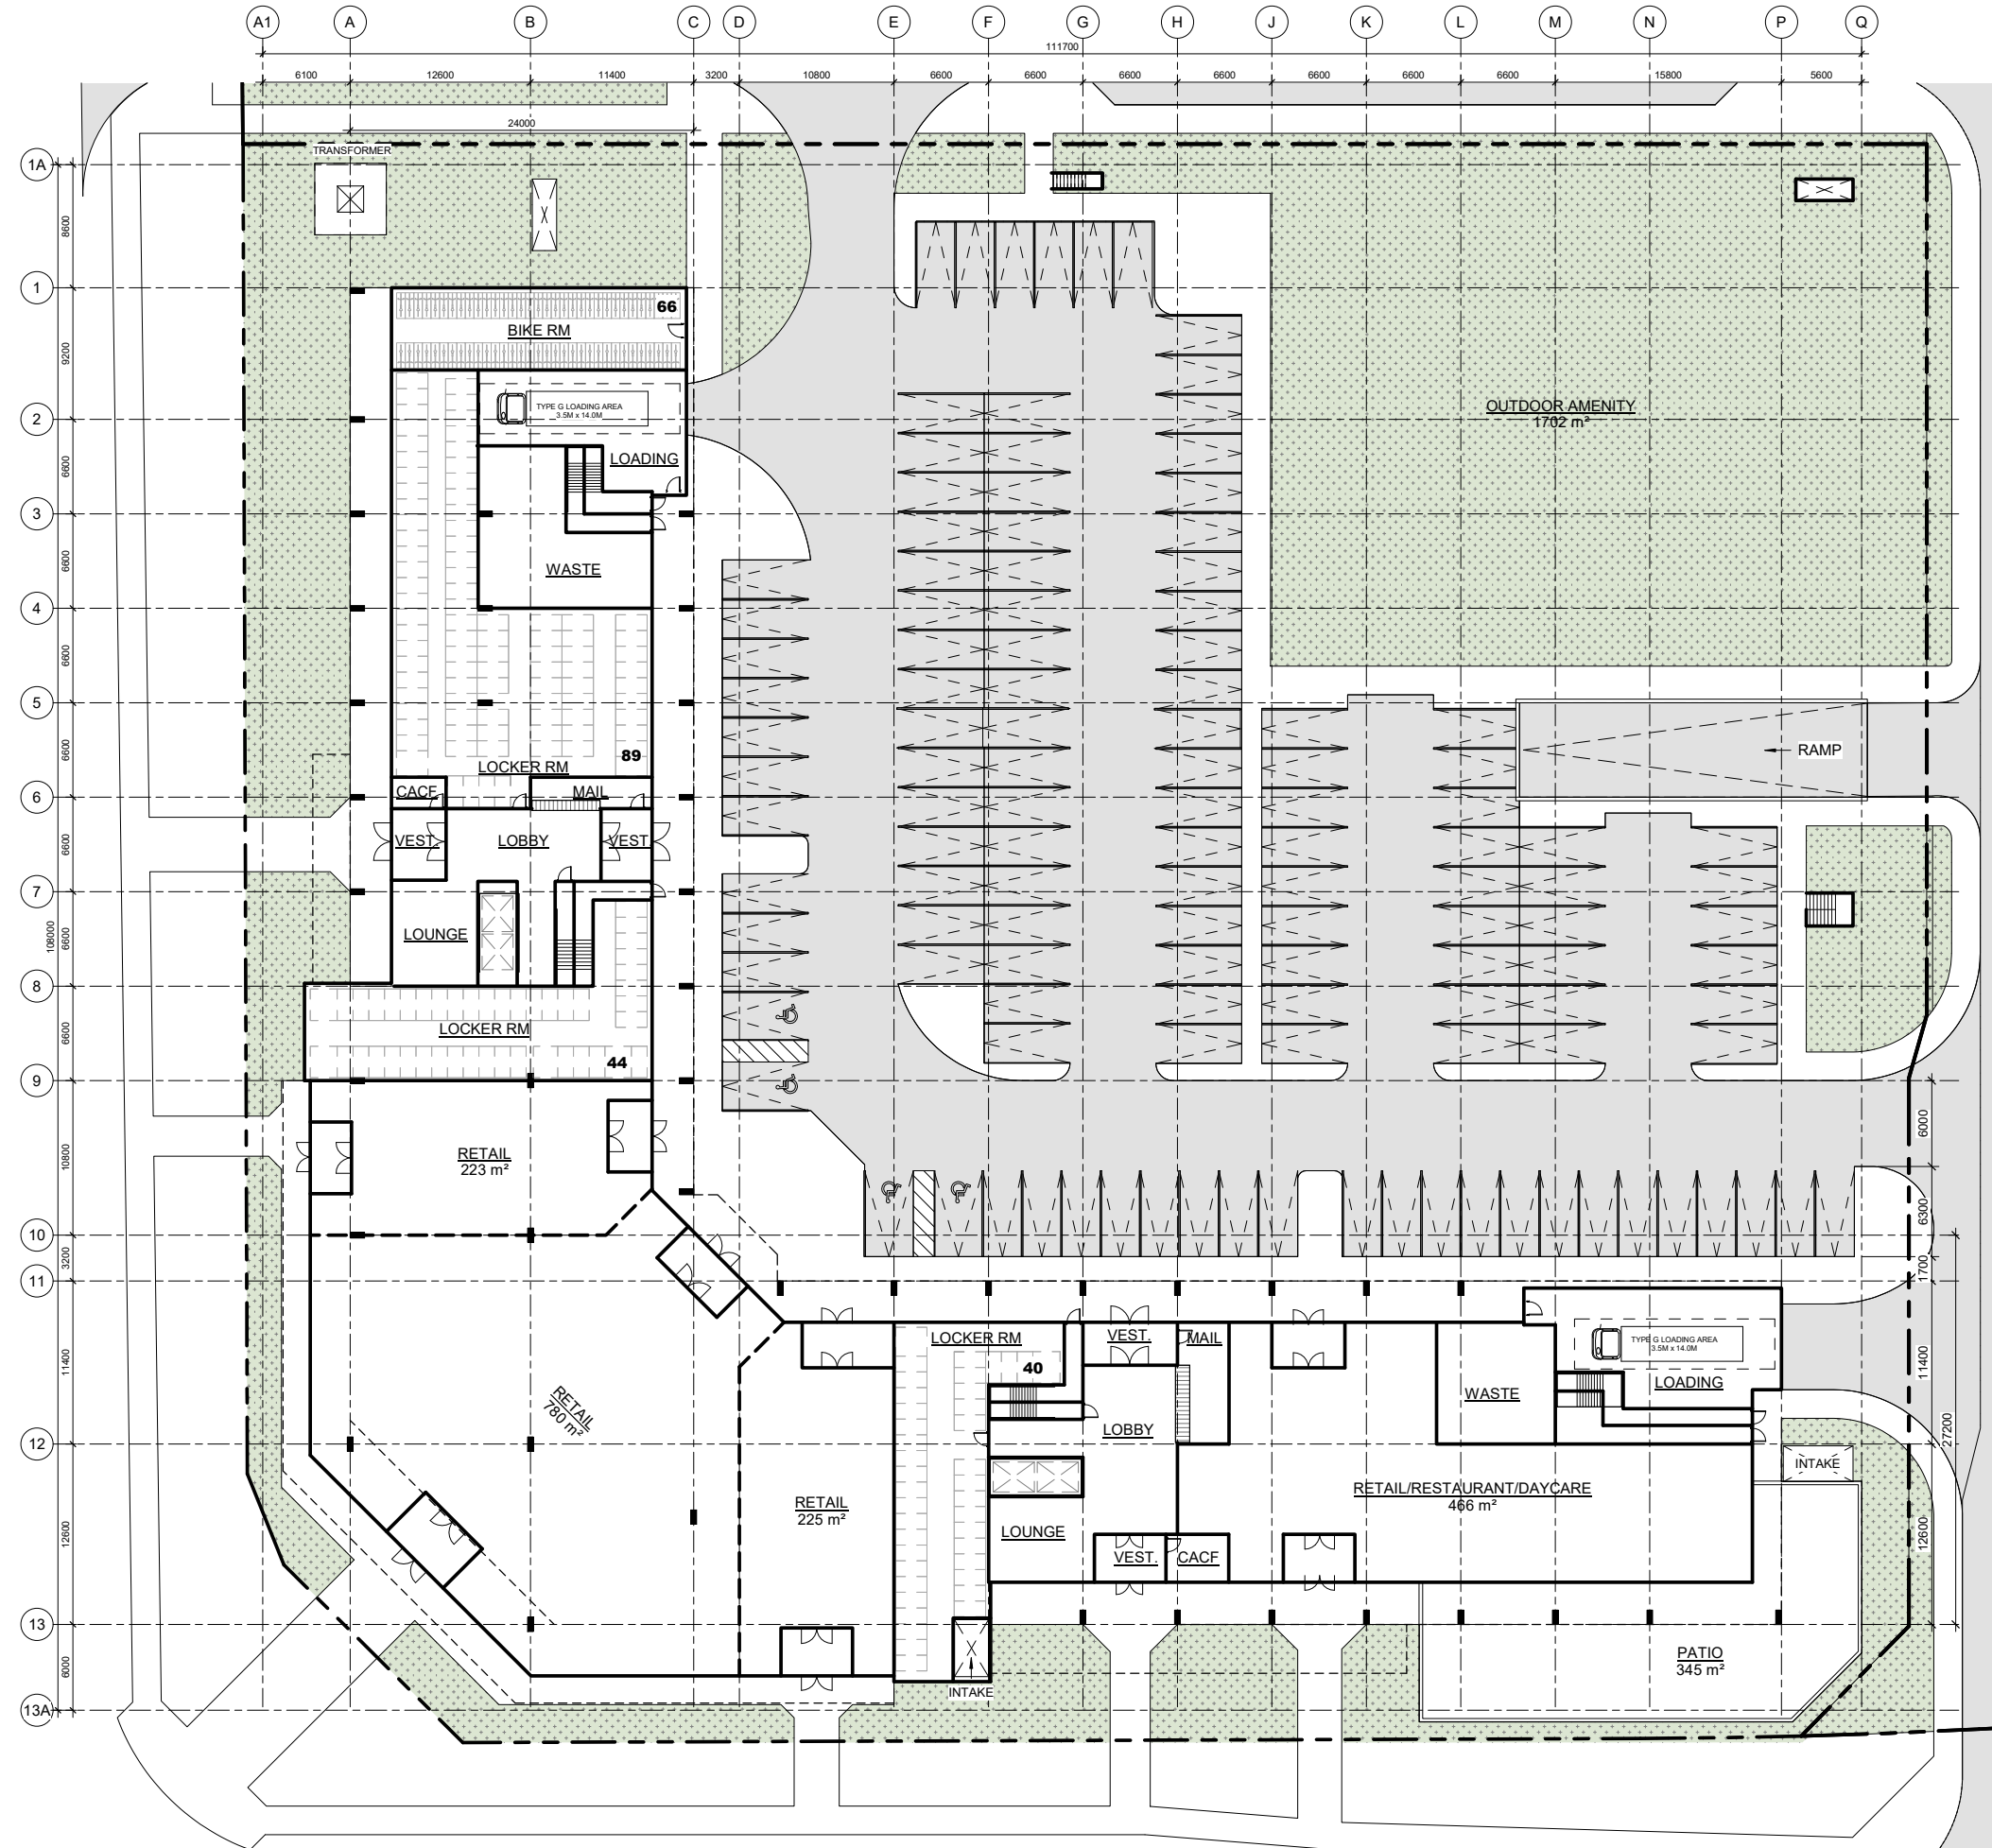 A1 A B C D E F G H J K L M N P Q
111700
6100 12600 11400 3200 10800 6600 6600 6600 6600 6600 6600 6600 15800 5600
24000
TRANSFORMER
1A
8600
1
66
BIKE RM
9200
TYPE G LOADING AREA
3.5M x 14.0M
OUTDOOR AMENITY
1702 m²
2
LOADING
6600
3
WASTE
6600
4
6600
5
RAMP
89
LOCKER RM
6600
6
CACF MAIL
VEST. LOBBY VEST
6600
7
LOUNGE
108000
6600
8
LOCKER RM
6600
44
9
6000
RETAIL
223 m²
10800
6300
10
3200
11
1700
LOCKER RM VEST. MAIL
40
TYPE G LOADING AREA
3.5M x 14.0M
LOADING
WASTE
11400
11400
RETAIL
780 m²
LOBBY
27200
12
INTAKE
RETAIL/RESTAURANT/DAYCARE
466 m²
RETAIL
225 m²
LOUNGE
VEST. CACF
12600
12600
13
PATIO
345 m²
6000
INTAKE
13A